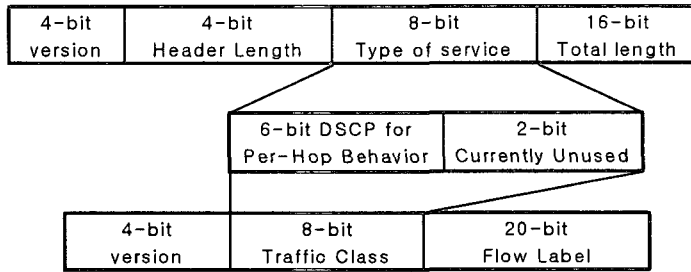 4-bit 4-bit 8-bit 16-bit
version Header Length Type of service Total length
6-bit DSCP for 2-bit
Per-Hop Behavior Currently Unused
4-bit 8-bit 20-bit
version Traffic Class Flow Label